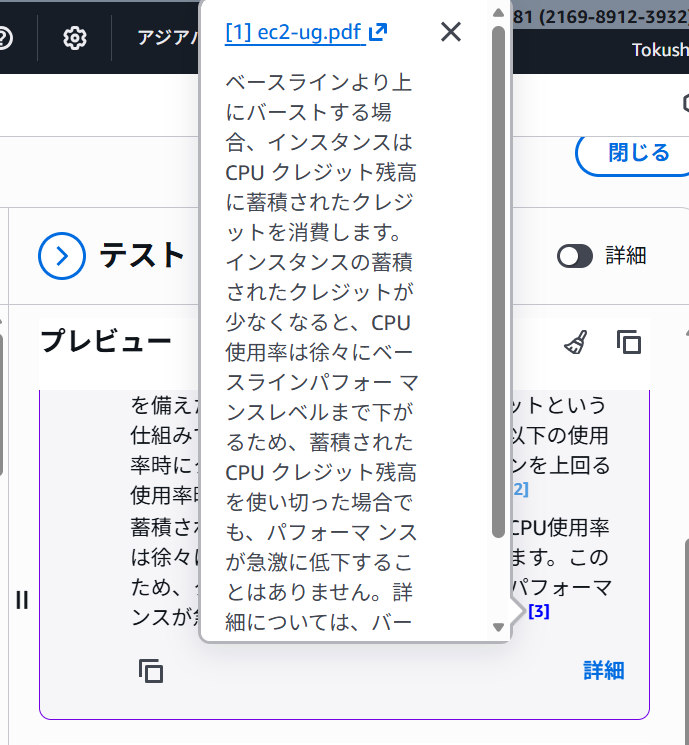 81 (2169-8912-3932
アジアパ
Tokush
[1] ec2-ug.pdf
ベースラインより上
にバーストする場
合、インスタンスは
CPU クレジット残高
に蓄積されたクレジ
ットを消費します。
インスタンスの蓄積
されたクレジットが
少なくなると、CPU
使用率は徐々にベー
スラインパフォー マ
ンスレベルまで下が
るため、蓄積された
CPU クレジット残高
を使い切った場合で
も、パフォーマ ンス
が急激に低下するこ
とはありません。詳
細については、バー
閉じる
テスト
詳細
プレビュー
を備え
ットという
仕組み
以下の使用
率時に
ンを上回る
使用率
2]
蓄積さ
CPU使用率
は徐々
ます。この
ため、
パフォーマ
ンスが
[3]
詳細